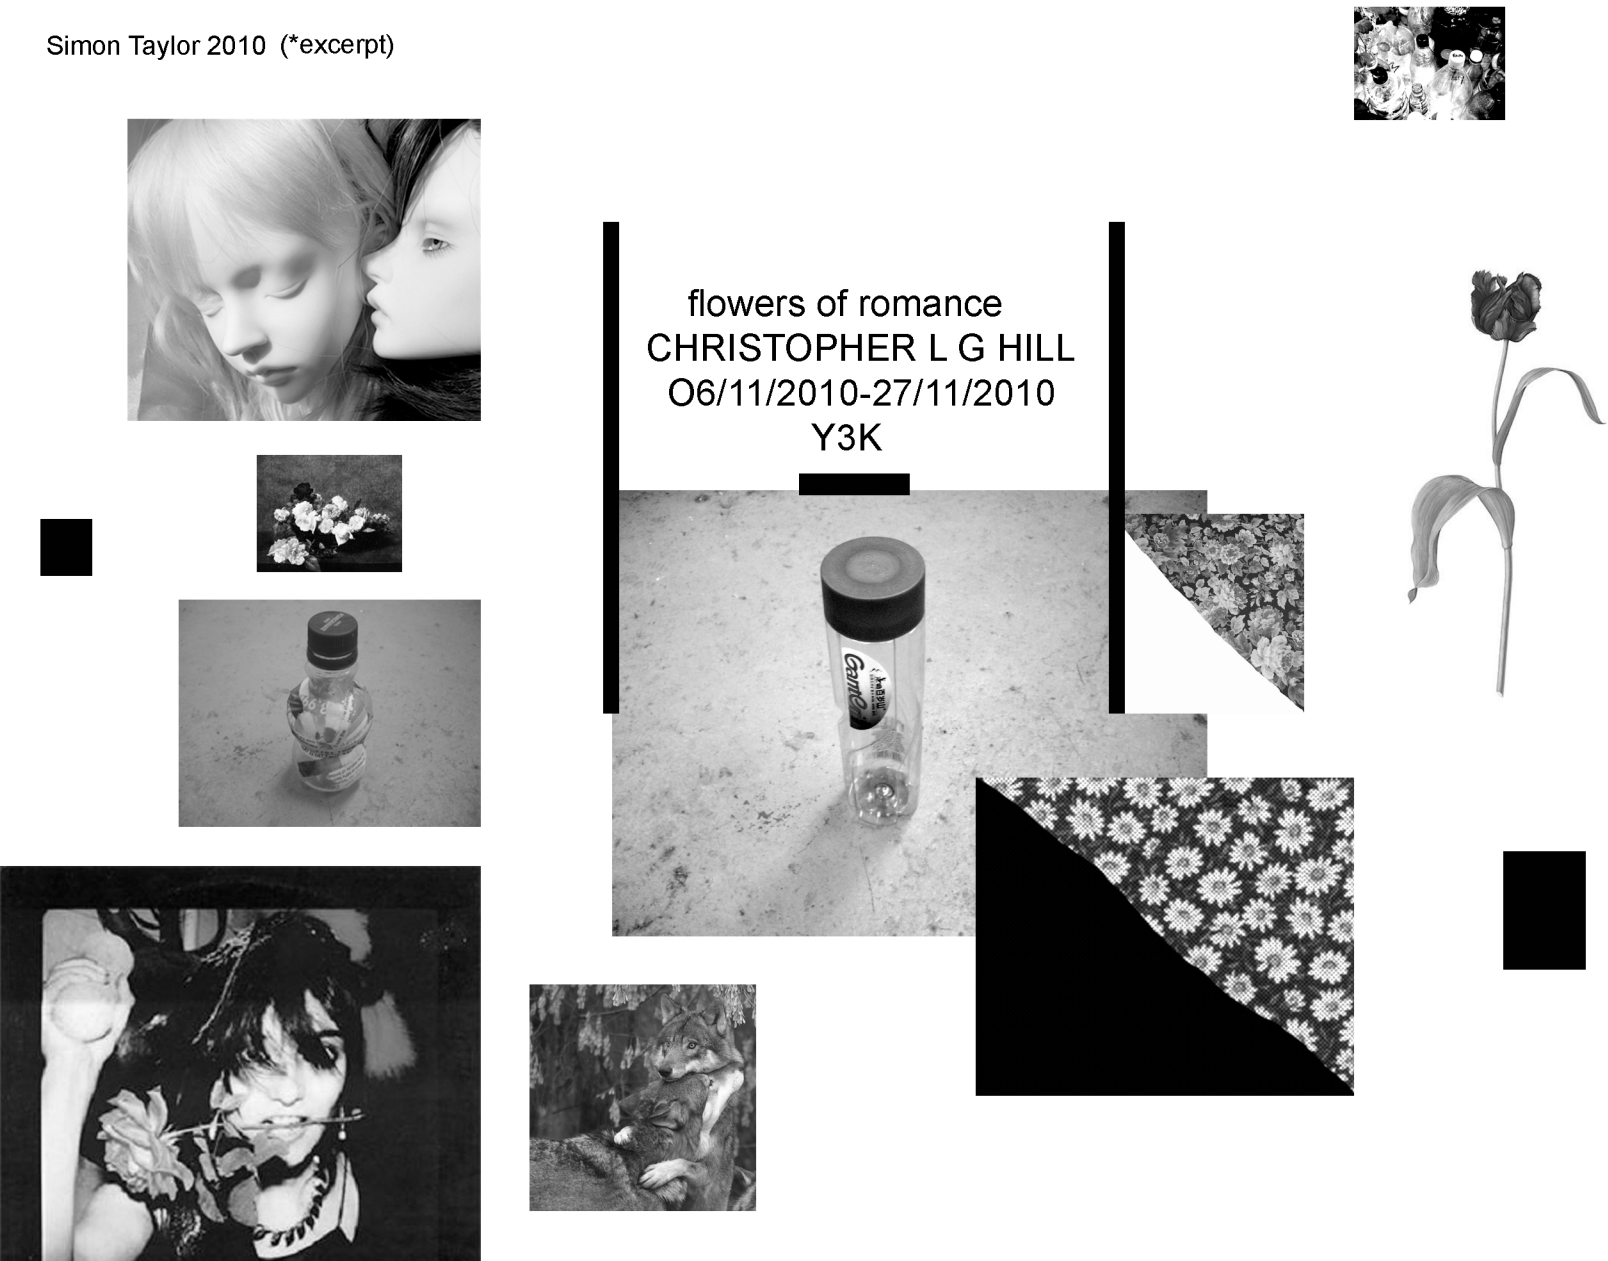 Simon Taylor 2010 (*excerpt)
flowers of romance
CHRISTOPHER L G HILL
O6/11/2010-27/11/2010
Y3K